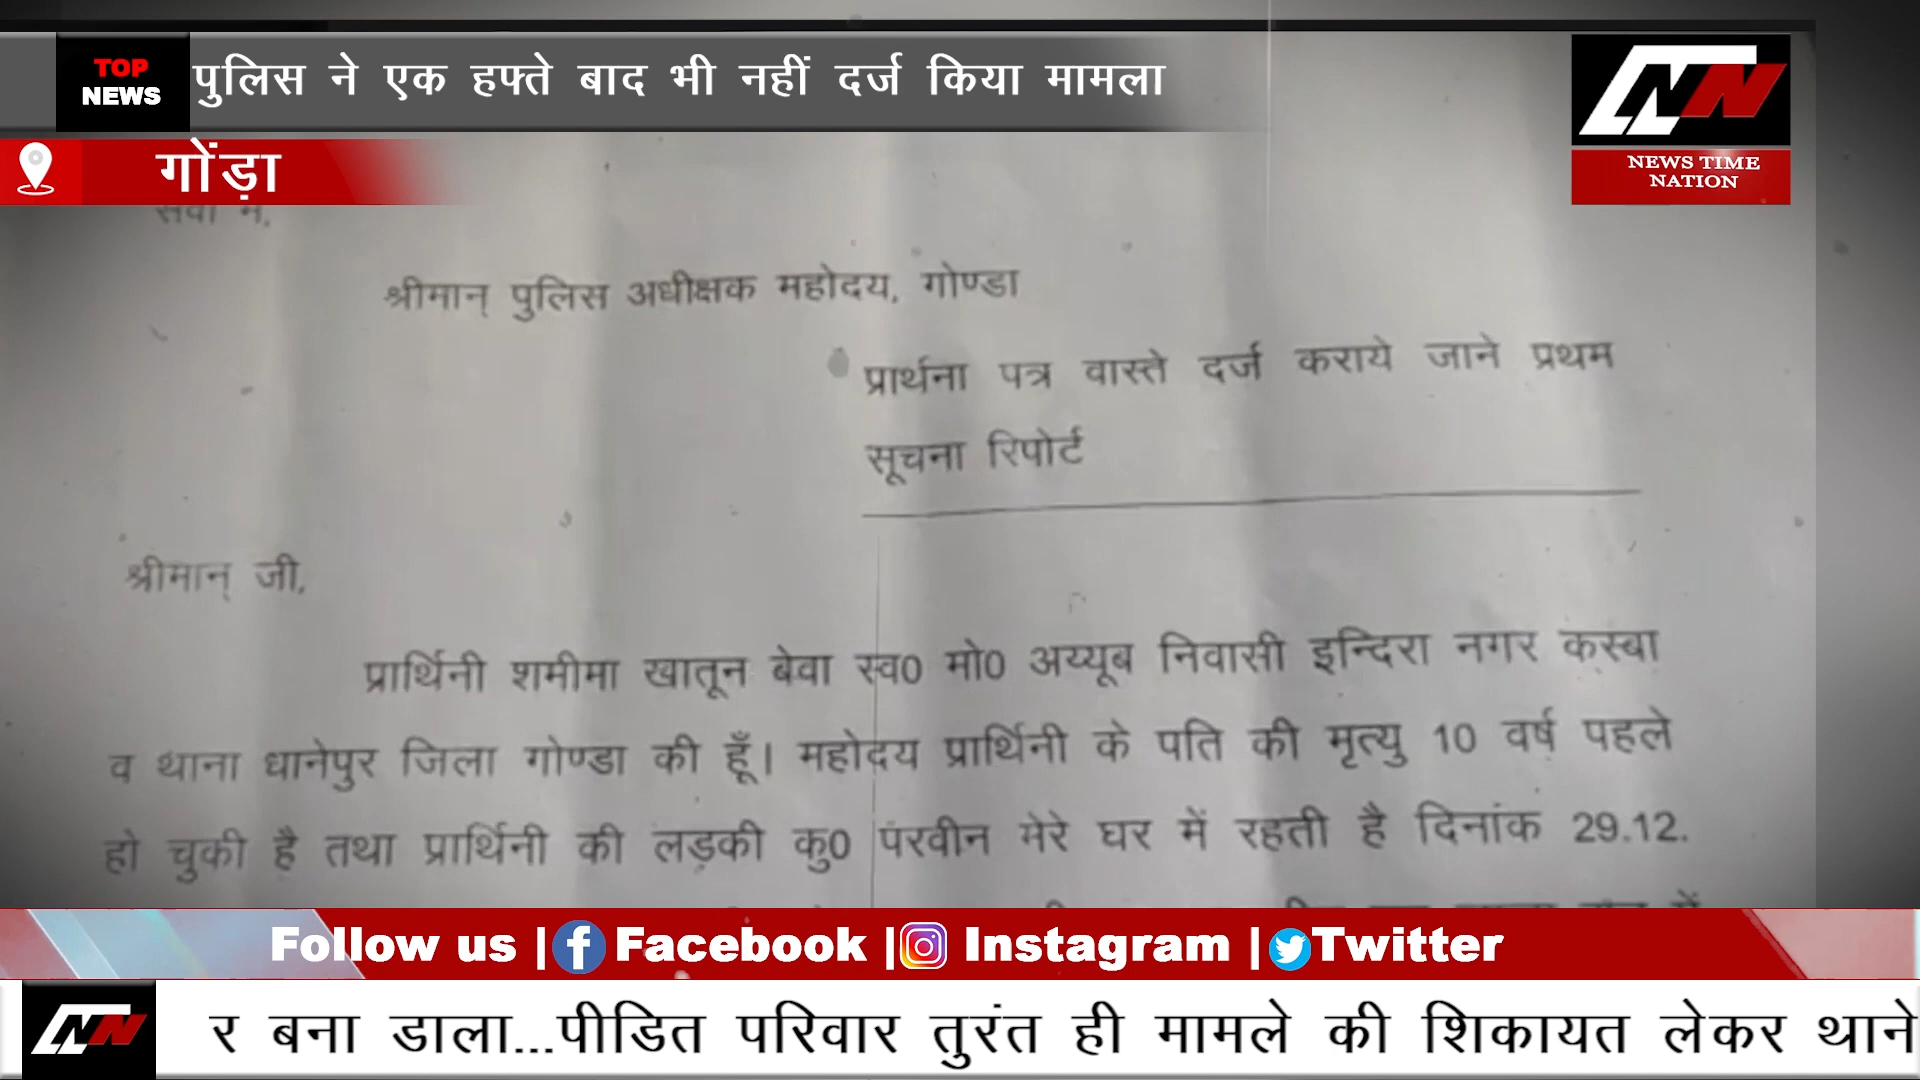 TOP
NEWS
पुलिस ने एक हफ्ते बाद भी नहीं दर्ज किया मामला
NEWS TIME
NATION
गोंड़ा
सेवा में,
श्रीमान् पुलिस अधीक्षक महोदय, गोण्डा
प्रार्थना पत्र वास्ते दर्ज कराये जाने प्रथम
सूचना रिपोर्ट
श्रीमान् जी,
प्रार्थिनी शमीमा खातून बेवा स्व0 मो0 अय्यूब निवासी इन्दिरा नगर कस्बा
व थाना धानेपुर जिला गोण्डा की हूँ। महोदय प्रार्थिनी के पति की मृत्यु 10 वर्ष पहले
हो चुकी है तथा प्रार्थिनी की लड़की कु0 परवीन मेरे घर में रहती है दिनांक 29.12.
Follow us | Facebook | Instagram | Twitter
र बना डाला...पीडित परिवार तुरंत ही मामले की शिकायत लेकर थाने